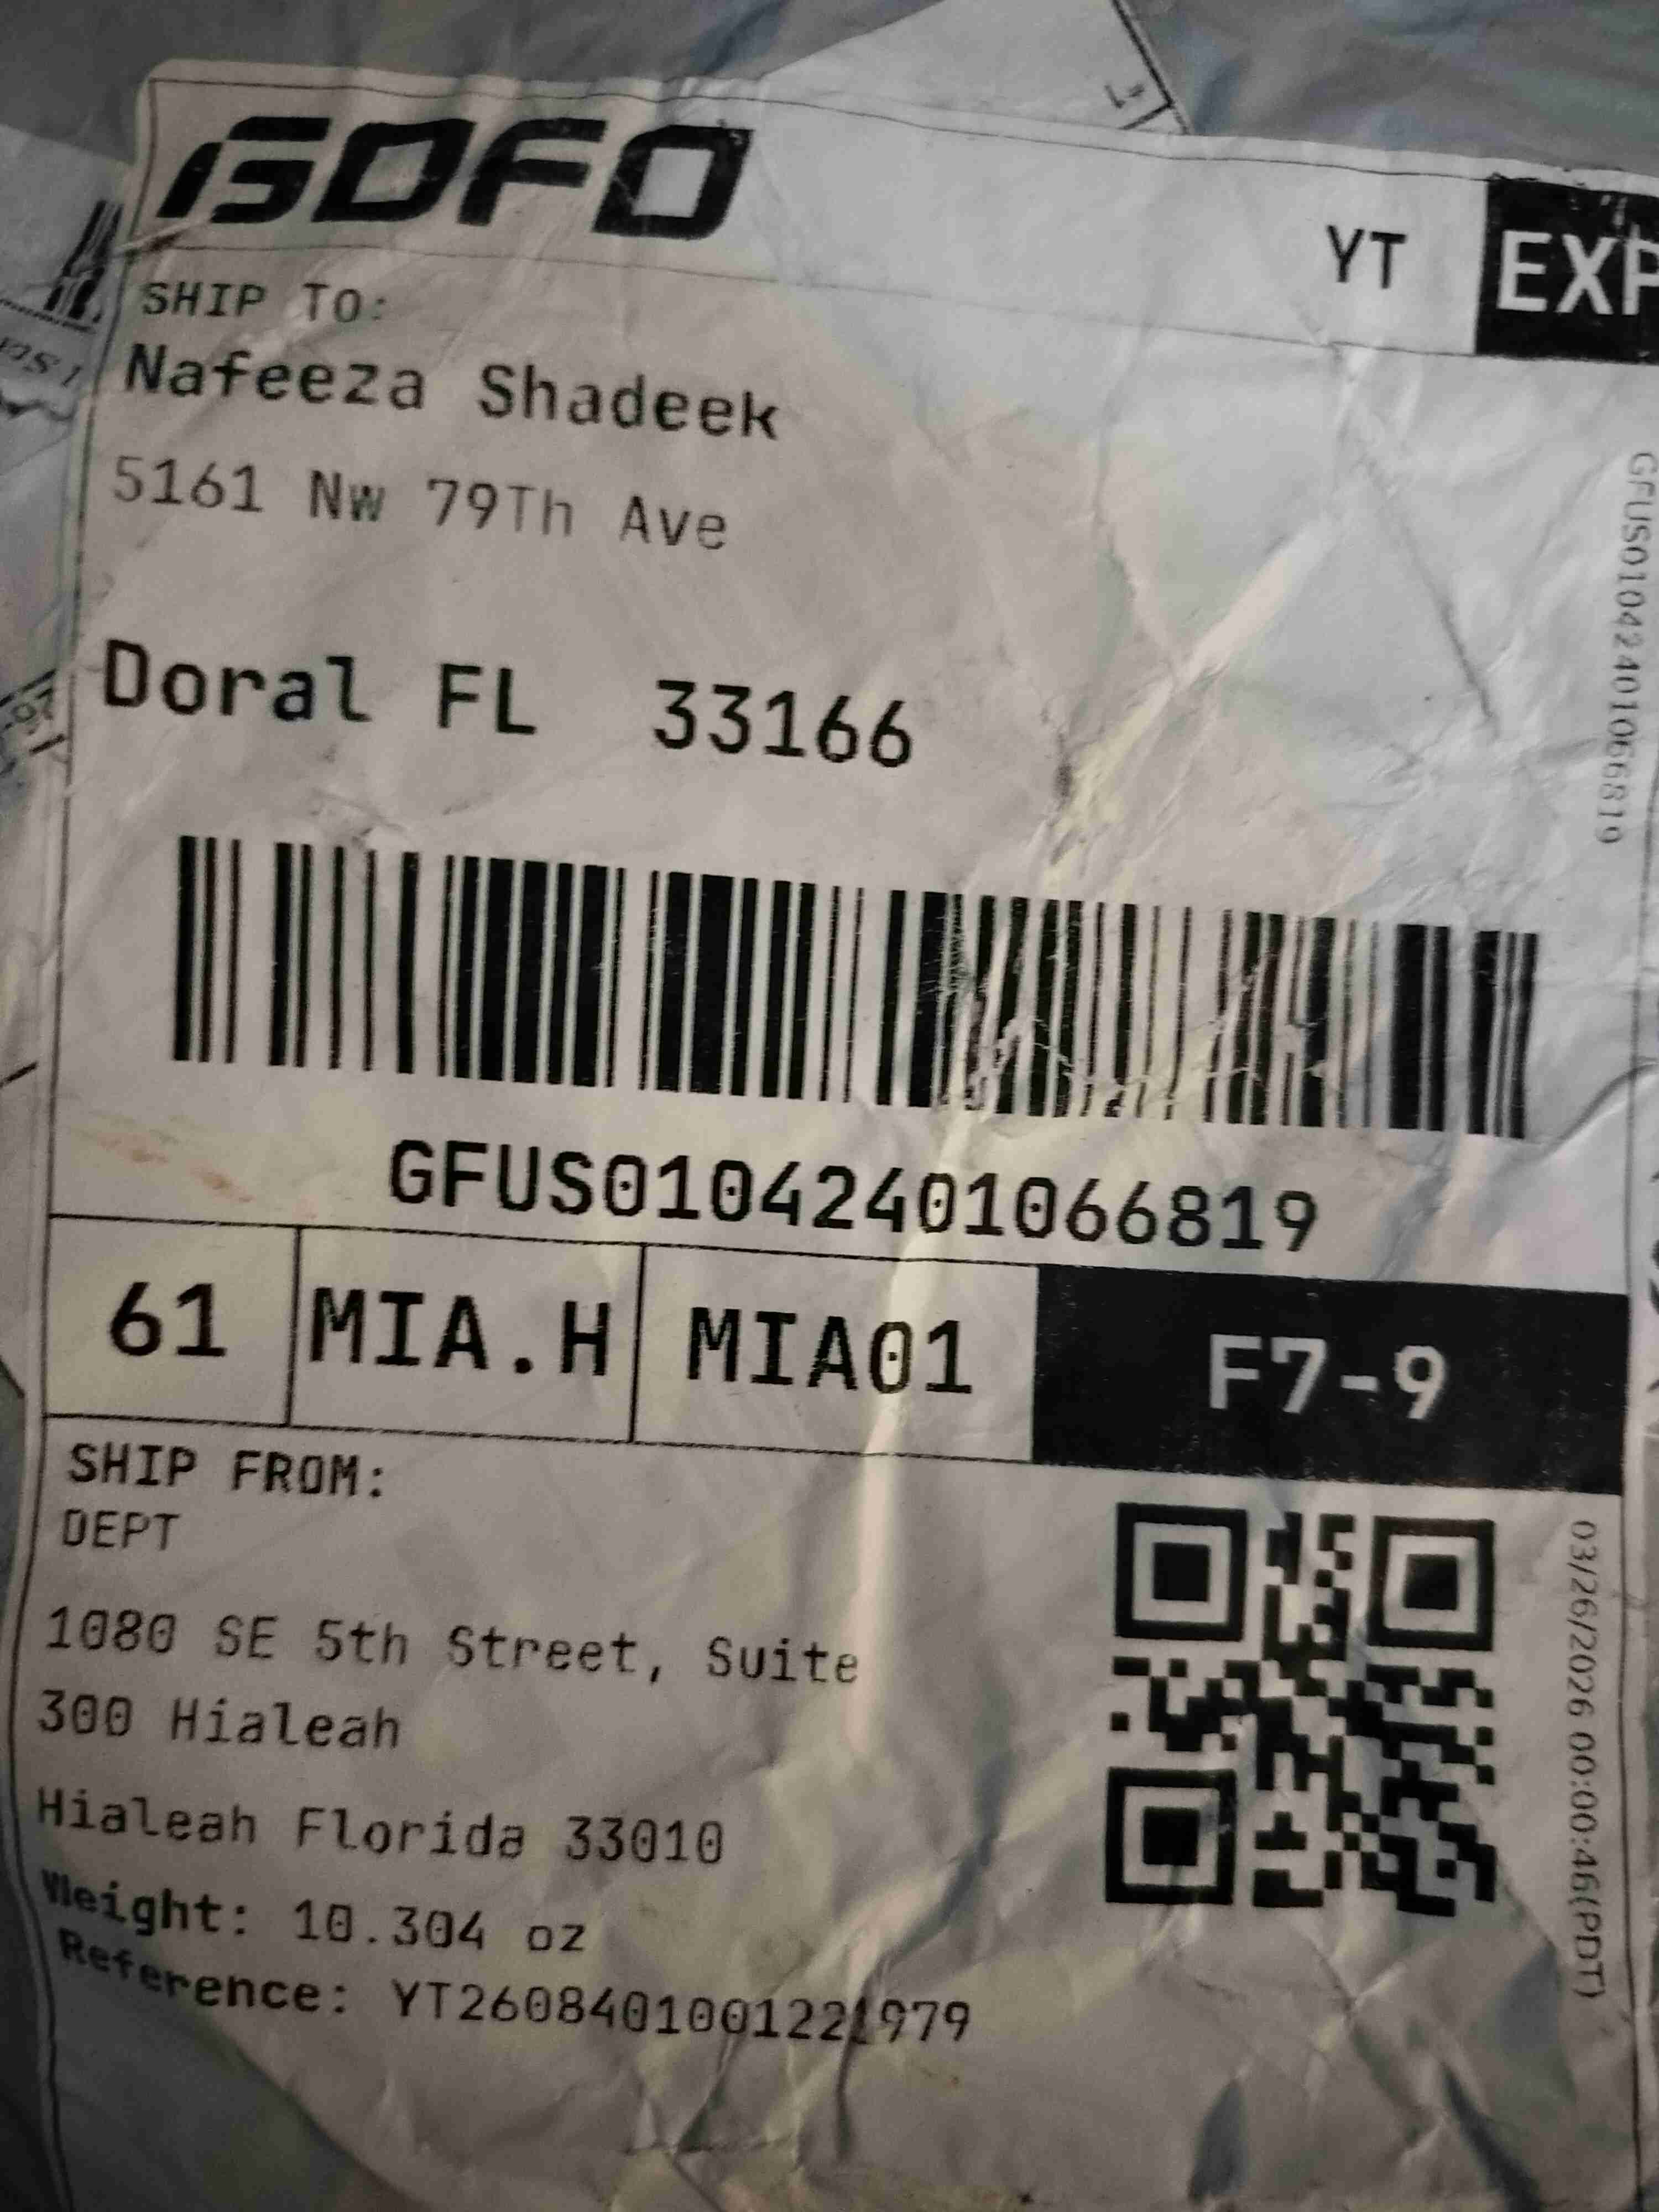 GOFO
YT
EXP
SHIP TO:
Nafeeza Shadeek
5161 Nw 79Th Ave
Doral FL 33166
GFUS01042401066819
GFUS01042401066819
61
MIA.H
MIA01
F7-9
SHIP FROM:
DEPT
1080 SE 5th Street, Suite
300 Hialeah
Hialeah Florida 33010
Weight: 10.304 oz
Reference: YT2608401001221979
03/26/2026 00:00:46((PDT)